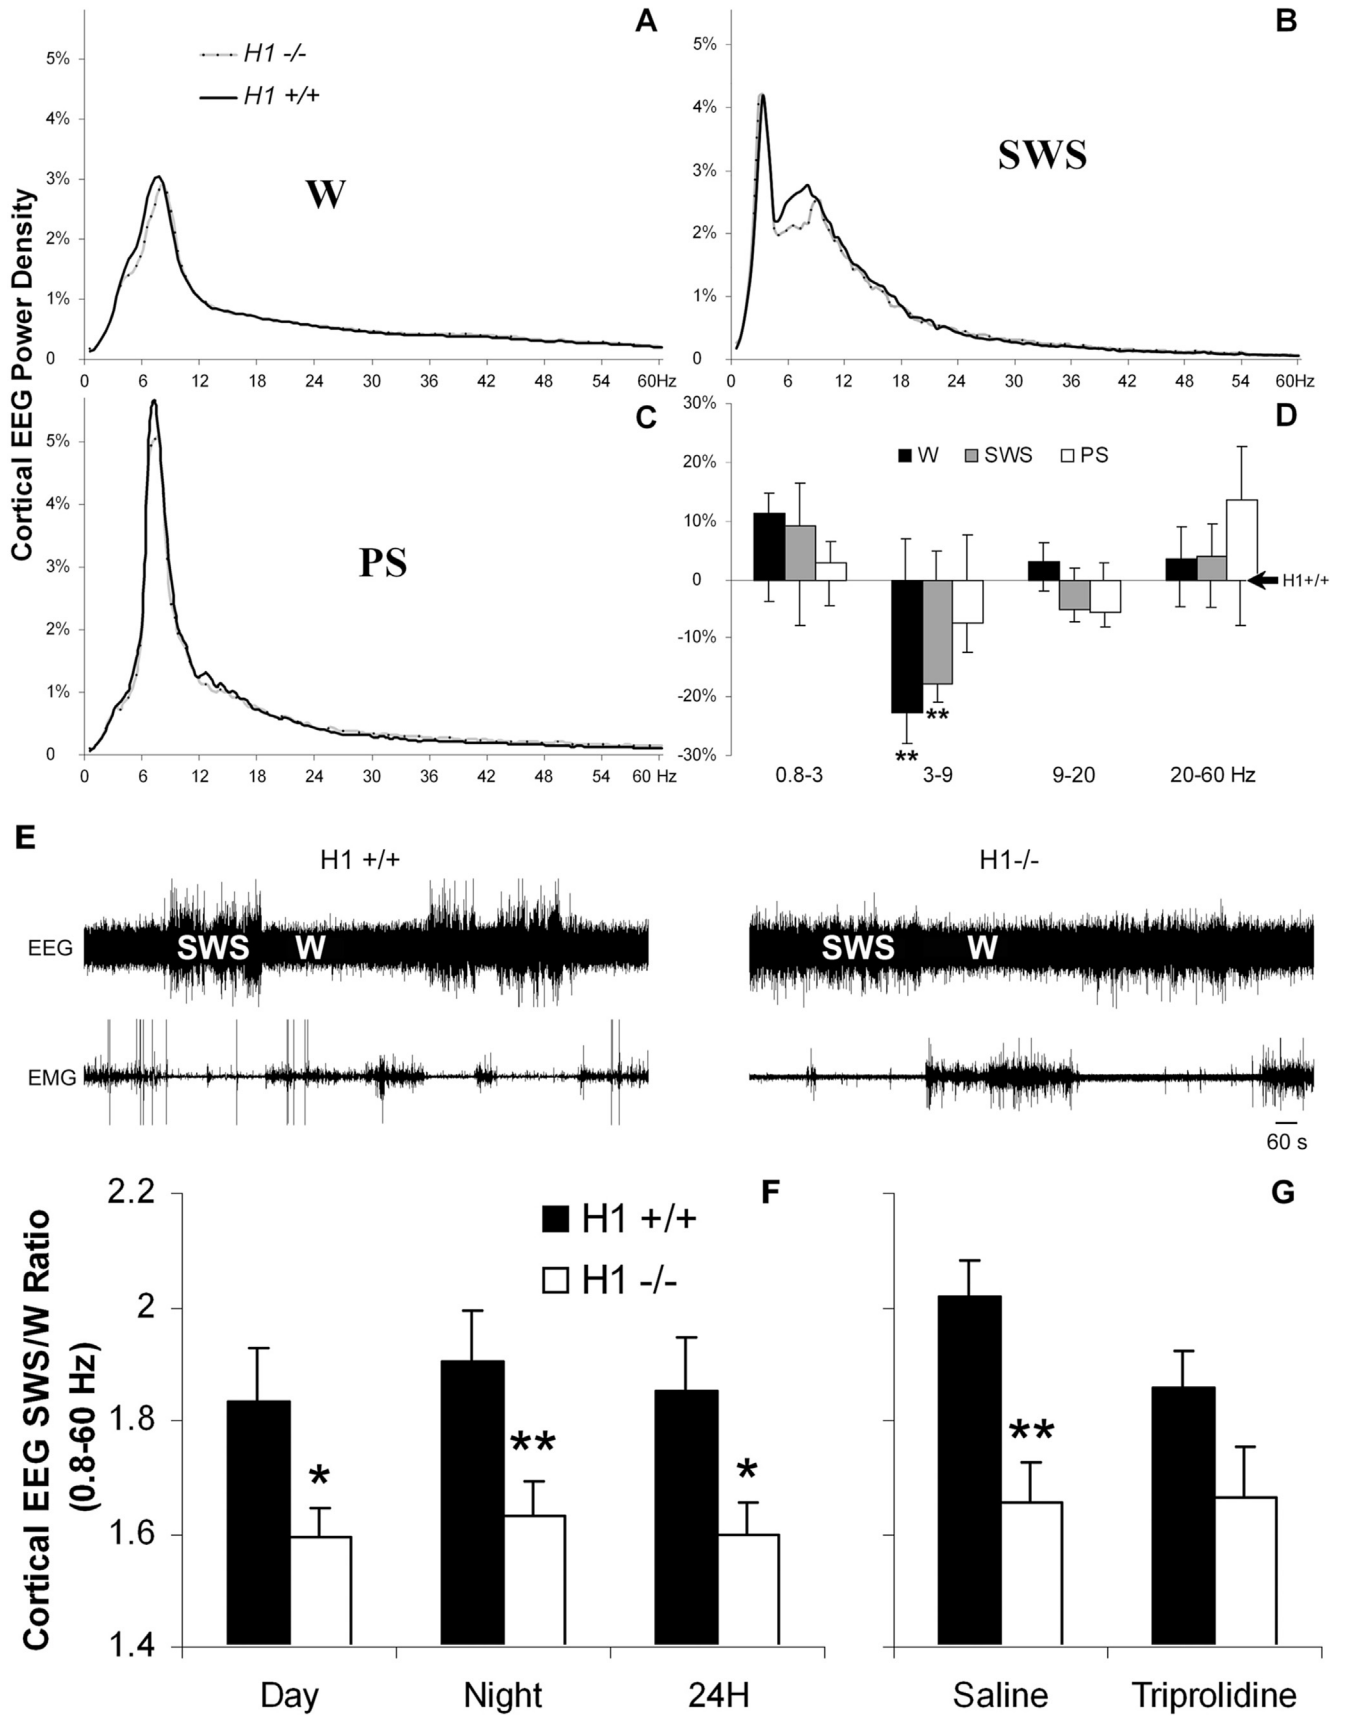 A
H1 -/-
H1 +/+
W
5%
4%
3%
2%
1%
0
0 6 12 18 24 30 36 42 48 54 60Hz
B
SWS
5%
4%
3%
2%
1%
0
0 6 12 18 24 30 36 42 48 54 60Hz
Cortical EEG Power Density
C
PS
5%
4%
3%
2%
1%
0
0 6 12 18 24 30 36 42 48 54 60 Hz
D
W SWS PS
30%
20%
10%
0
-10%
-20%
-30%
H1+/+
**
**
0.8-3 3-9 9-20 20-60 Hz
E
H1 +/+
H1-/-
EEG
SWS W
SWS W
EMG
60 s
F
H1 +/+
H1 -/-
Cortical EEG SWS/W Ratio
(0.8-60 Hz)
2.2
2
1.8
1.6
1.4
*
**
*
Day Night 24H
G
**
Saline Triprolidine